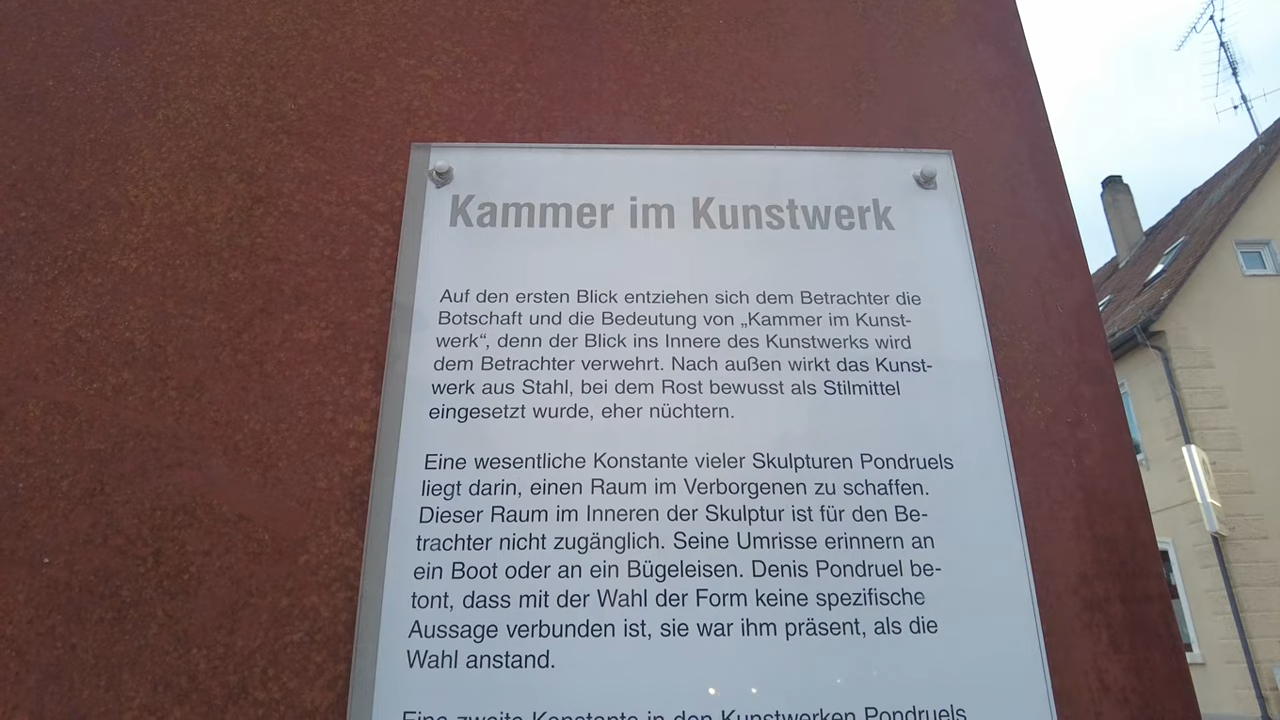 Kammer im Kunstwerk
Auf den ersten Blick entziehen sich dem Betrachter die
Botschaft und die Bedeutung von „Kammer im Kunst-
werk“, denn der Blick ins Innere des Kunstwerks wird
dem Betrachter verwehrt. Nach außen wirkt das Kunst-
werk aus Stahl, bei dem Rost bewusst als Stilmittel
eingesetzt wurde, eher nüchtern.
Eine wesentliche Konstante vieler Skulpturen Pondruels
liegt darin, einen Raum im Verborgenen zu schaffen.
Dieser Raum im Inneren der Skulptur ist für den Be-
trachter nicht zugänglich. Seine Umrisse erinnern an
ein Boot oder an ein Bügeleisen. Denis Pondruel be-
tont, dass mit der Wahl der Form keine spezifische
Aussage verbunden ist, sie war ihm präsent, als die
Wahl anstand.
Eine zweite Konstante in den Kunstwerken Pondruels